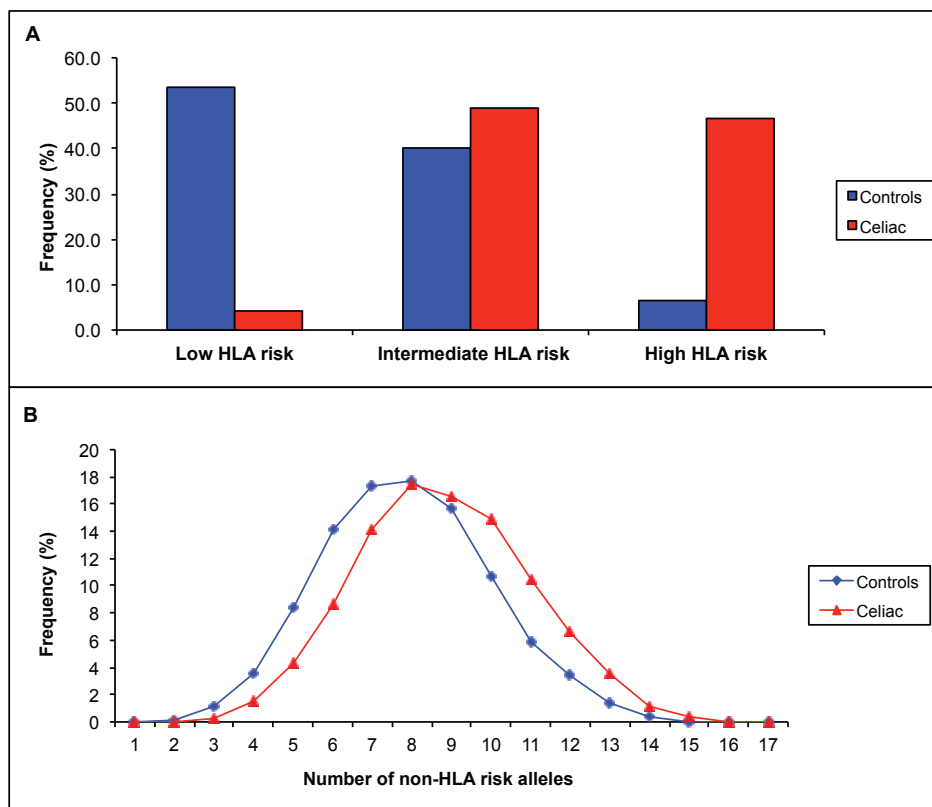 A
60.0
50.0
40.0
30.0
20.0
10.0
0.0
Frequency (%)
Low HLA risk Intermediate HLA risk High HLA risk
Controls
Celiac
B
20
18
16
14
12
10
8
6
4
2
0
Frequency (%)
1 2 3 4 5 6 7 8 9 10 11 12 13 14 15 16 17
Number of non-HLA risk alleles
Controls
Celiac